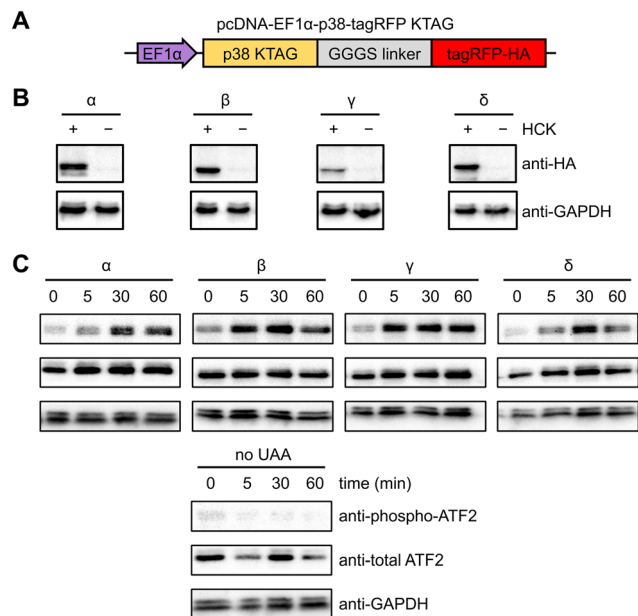 A
pcDNA-EF1α-p38-tagRFP KTAG
EF1α p38 KTAG GGGS linker tagRFP-HA
B
α β γ δ
+ − + − + − + − HCK
anti-HA
anti-GAPDH
C
α β γ δ
0 5 30 60 0 5 30 60 0 5 30 60 0 5 30 60
no UAA
0 5 30 60 time (min)
anti-phospho-ATF2
anti-total ATF2
anti-GAPDH